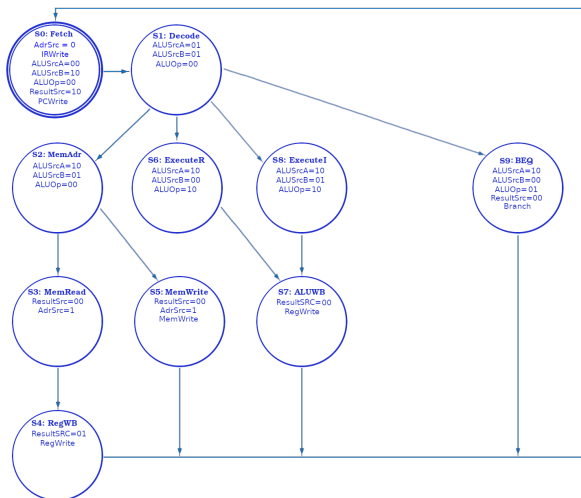 S0: Fetch
AdrSrc = 0
IRWrite
ALUSrcA=00
ALUSrcB=10
ALUOp=00
ResultSrc=10
PCWrite
S1: Decode
ALUSrcA=01
ALUSrcB=01
ALUOp=00
S2: MemAdr
ALUSrcA=10
ALUSrcB=01
ALUOp=00
S6: ExecuteR
ALUSrcA=10
ALUSrcB=00
ALUOp=10
S8: ExecuteI
ALUSrcA=10
ALUSrcB=01
ALUOp=10
S9: BEQ
ALUSrcA=10
ALUSrcB=00
ALUOp=01
ResultSrc=00
Branch
S3: MemRead
ResultSrc=00
AdrSrc=1
S5: MemWrite
ResultSrc=00
AdrSrc=1
MemWrite
S7: ALUWB
ResultSRC=00
RegWrite
S4: RegWB
ResultSRC=01
RegWrite